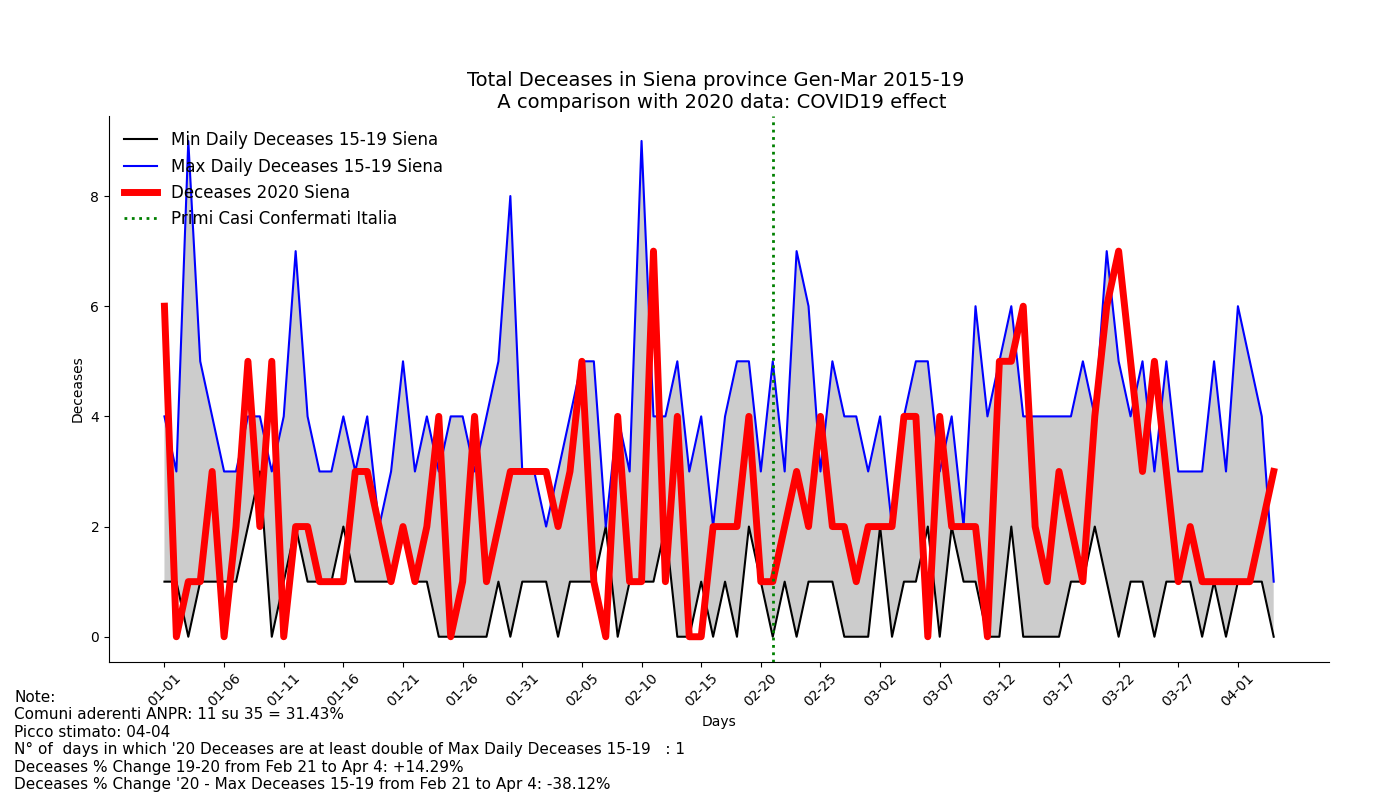 Total Deceases in Siena province Gen-Mar 2015-19
A comparison with 2020 data: COVID19 effect
Min Daily Deceases 15-19 Siena
Max Daily Deceases 15-19 Siena
Deceases 2020 Siena
Primi Casi Confermati Italia
Deceases
8
6
4
2
0
01-01
01-06
01-11
01-16
01-21
01-26
01-31
02-05
02-10
02-15
02-20
02-25
03-02
03-07
03-12
03-17
03-22
03-27
04-01
Days
Note:
Comuni aderenti ANPR: 11 su 35 = 31.43%
Picco stimato: 04-04
N° of  days in which '20 Deceases are at least double of Max Daily Deceases 15-19   : 1
Deceases % Change 19-20 from Feb 21 to Apr 4: +14.29%
Deceases % Change '20 - Max Deceases 15-19 from Feb 21 to Apr 4: -38.12%